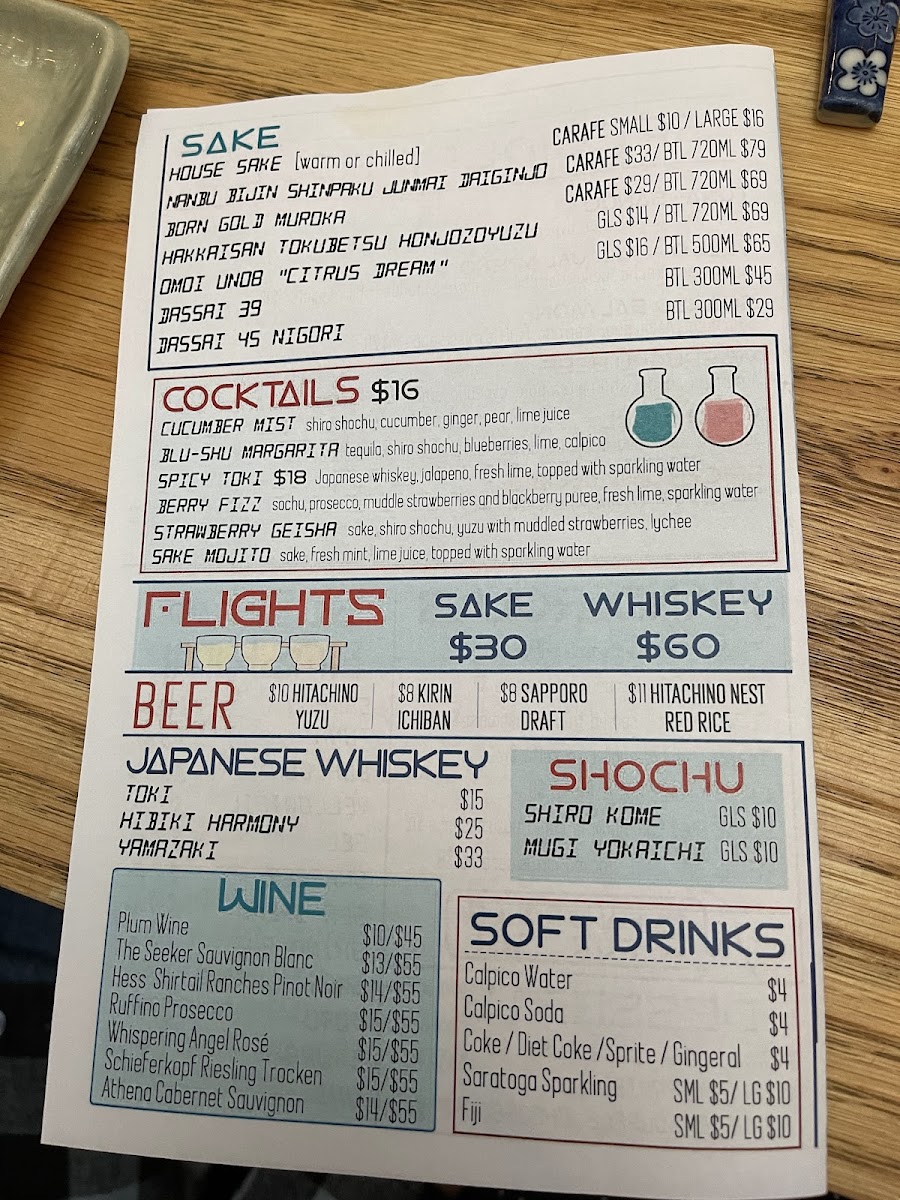 SAKE
HOUSE SAKE [warm or chilled] CARAFE SMALL $10 / LARGE $16
NANBU BIJIN SHINPAKU JUNMAI DAIGINJO CARAFE $33/ BTL 720ML $79
BORN GOLD MUROKA CARAFE $29/ BTL 720ML $69
HAKKAISAN TOKUBETSU HONJOZOYUZU GLS $14 / BTL 720ML $69
OMOI UNOB "CITRUS DREAM" GLS $16 / BTL 500ML $65
DASSAI 39 BTL 300ML $45
DASSAI 45 NIGORI BTL 300ML $29
COCKTAILS $16
CUCUMBER MIST shiro shochu, cucumber, ginger, pear, lime juice
BLU-SHU MARGARITA tequila, shiro shochu, blueberries, lime, calpico
SPICY TOKI $18 Japanese whiskey, jalapeno, fresh lime, topped with sparkling water
BERRY FIZZ sochu, prosecco, muddle strawberries and blackberry puree, fresh lime, sparkling water
STRAWBERRY GEISHA sake, shiro shochu, yuzu with muddled strawberries, lychee
SAKE MOJITO sake, fresh mint, lime juice, topped with sparkling water
FLIGHTS SAKE WHISKEY
$30 $60
BEER $10 HITACHINO YUZU
$8 KIRIN ICHIBAN
$8 SAPPORO DRAFT
$11 HITACHINO NEST RED RICE
JAPANESE WHISKEY
TOKI $15
HIBIKI HARMONY $25
YAMAZAKI $33
SHOCHU
SHIRO KOME GLS $10
MUGI YOKAICHI GLS $10
WINE
Plum Wine $10/$45
The Seeker Sauvignon Blanc $13/$55
Hess Shirtail Ranches Pinot Noir $14/$55
Ruffino Prosecco $15/$55
Whispering Angel Rosé $15/$55
Schieferkopf Riesling Trocken $15/$55
Athena Cabernet Sauvignon $14/$55
SOFT DRINKS
Calpico Water $4
Calpico Soda $4
Coke / Diet Coke /Sprite / Gingeral $4
Saratoga Sparkling SML $5/ LG $10
Fiji SML $5/ LG $10